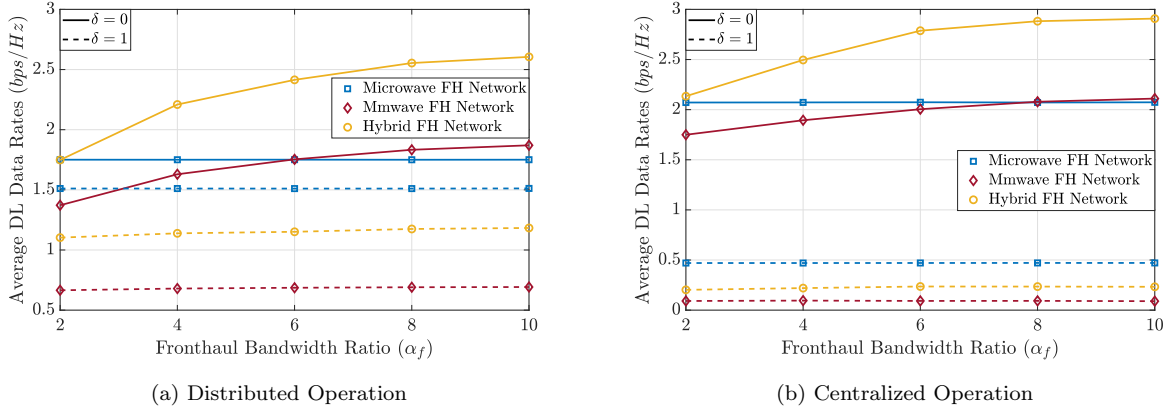 3
2.5
2
1.5
1
0.5
Average DL Data Rates (bps/Hz)
δ = 0
δ = 1
Microwave FH Network
Mmwave FH Network
Hybrid FH Network
2 4 6 8 10
Fronthaul Bandwidth Ratio (α_f)
(a) Distributed Operation
3
2.5
2
1.5
1
0.5
0
Average DL Data Rates (bps/Hz)
δ = 0
δ = 1
Microwave FH Network
Mmwave FH Network
Hybrid FH Network
2 4 6 8 10
Fronthaul Bandwidth Ratio (α_f)
(b) Centralized Operation